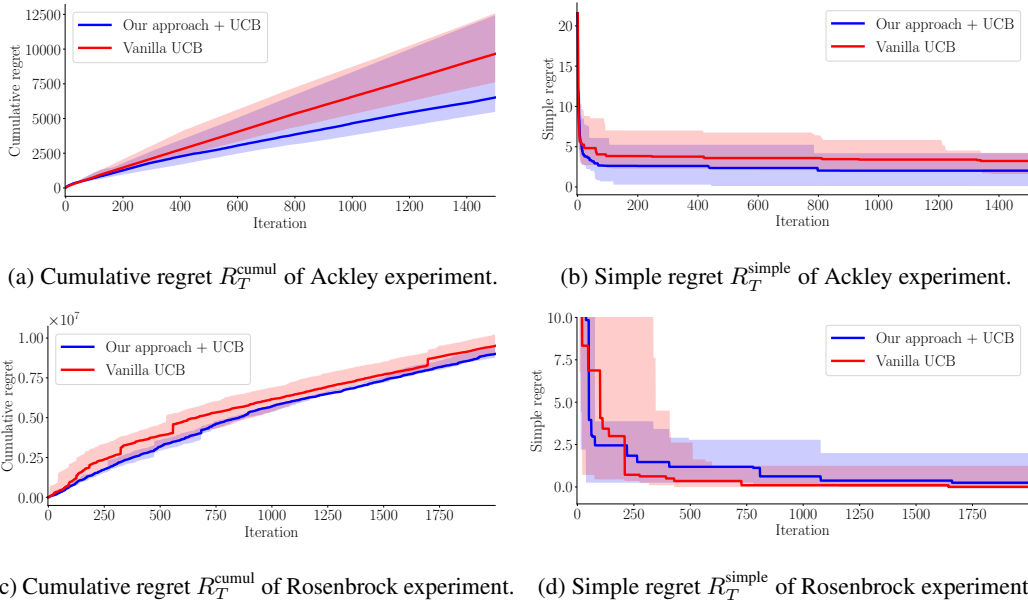 Our approach + UCB
Vanilla UCB
Cumulative regret
12500
10000
7500
5000
2500
0
0 200 400 600 800 1000 1200 1400
Iteration
(a) Cumulative regret R_T^cumul of Ackley experiment.
Our approach + UCB
Vanilla UCB
Simple regret
20
15
10
5
0
0 200 400 600 800 1000 1200 1400
Iteration
(b) Simple regret R_T^simple of Ackley experiment.
×10^7
Our approach + UCB
Vanilla UCB
Cumulative regret
1.00
0.75
0.50
0.25
0.00
0 250 500 750 1000 1250 1500 1750
Iteration
c) Cumulative regret R_T^cumul of Rosenbrock experiment.
Our approach + UCB
Vanilla UCB
Simple regret
10.0
7.5
5.0
2.5
0.0
0 250 500 750 1000 1250 1500 1750
Iteration
(d) Simple regret R_T^simple of Rosenbrock experiment